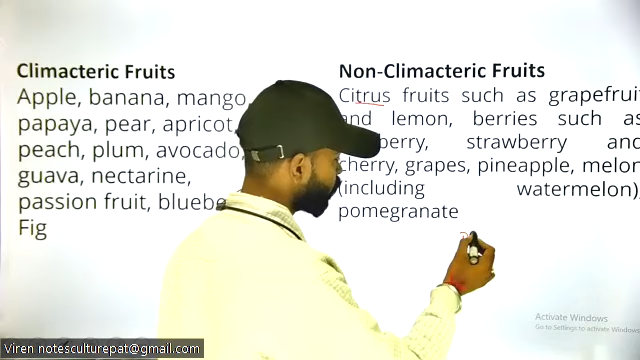 Climacteric Fruits
Apple, banana, mango,
papaya, pear, apricot,
peach, plum, avocado,
guava, nectarine,
passion fruit,
Fig
Non-Climacteric Fruits
Citrus fruits such as grapefruit
and lemon, berries such as
strawberry and
cherry, grapes, pineapple, melon
(including watermelon),
pomegranate
Activate Windows
Go to Settings to activate Windows
Viren notesculturepat@gmail.com